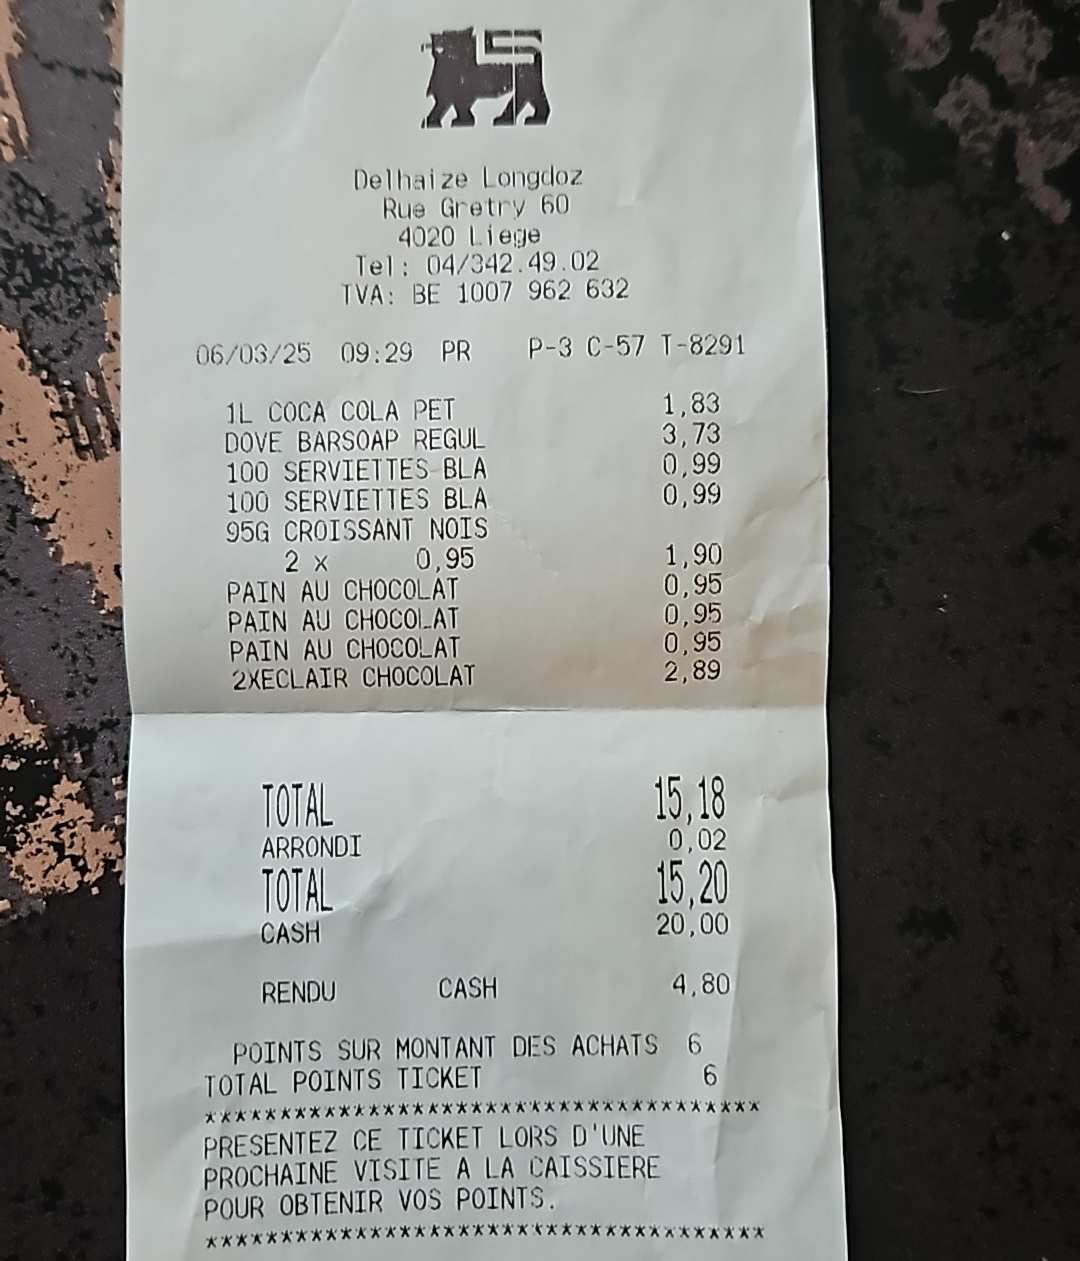 Delhaize Longdoz
Rue Gretry 60
4020 Liege
Tel: 04/342.49.02
TVA: BE 1007 962 632
06/03/25 09:29 PR P-3 C-57 T-8291
1L COCA COLA PET 1,83
DOVE BARSOAP REGUL 3,73
100 SERVIETTES BLA 0,99
100 SERVIETTES BLA 0,99
95G CROISSANT NOIS
2 x 0,95 1,90
PAIN AU CHOCOLAT 0,95
PAIN AU CHOCOLAT 0,95
PAIN AU CHOCOLAT 0,95
2XECLAIR CHOCOLAT 2,89
TOTAL 15,18
ARRONDI 0,02
TOTAL 15,20
CASH 20,00
RENDU CASH 4,80
POINTS SUR MONTANT DES ACHATS 6
TOTAL POINTS TICKET 6
**************************************
PRESENTEZ CE TICKET LORS D'UNE
PROCHAINE VISITE A LA CAISSIERE
POUR OBTENIR VOS POINTS.
**************************************